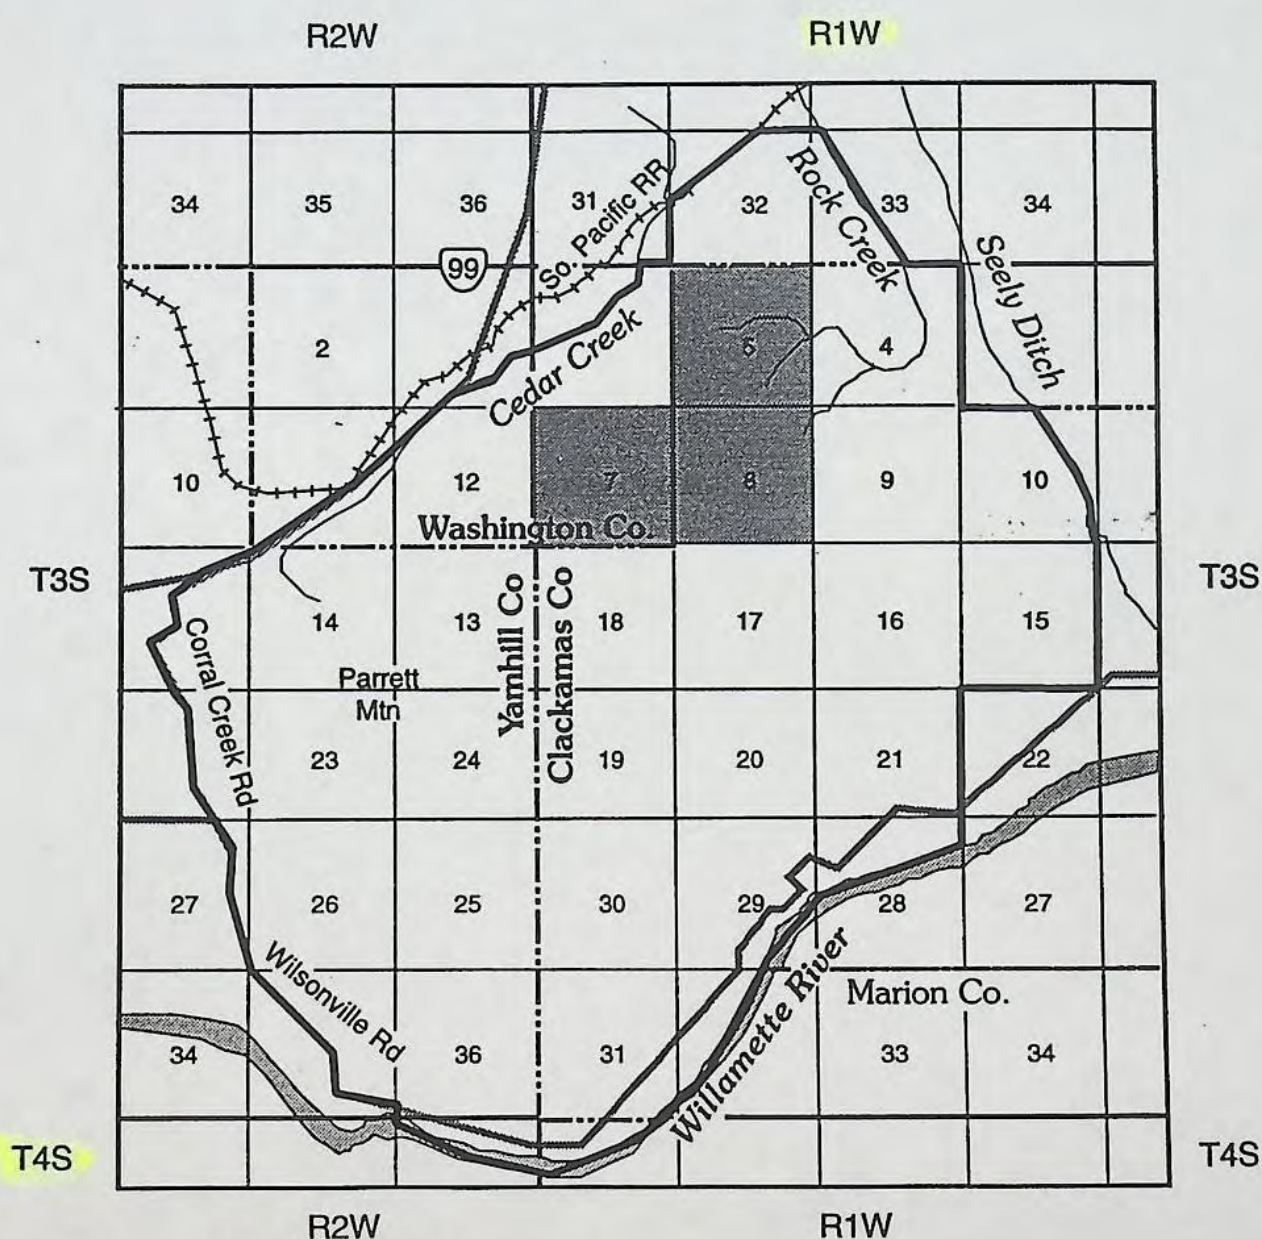 R2W R1W
34 35 36 31 32 33 34
So. Pacific RR
Rock Creek
Seely Ditch
99
2 5 4
Cedar Creek
10 12 7 8 9 10
Washington Co.
T3S T3S
Yamhill Co
Clackamas Co
14 13 18 17 16 15
Corral Creek Rd
Parrett
Mtn
23 24 19 20 21 22
27 26 25 30 29 28 27
Wilsonville Rd
Willamette River
Marion Co.
34 36 31 33 34
T4S T4S
R2W R1W